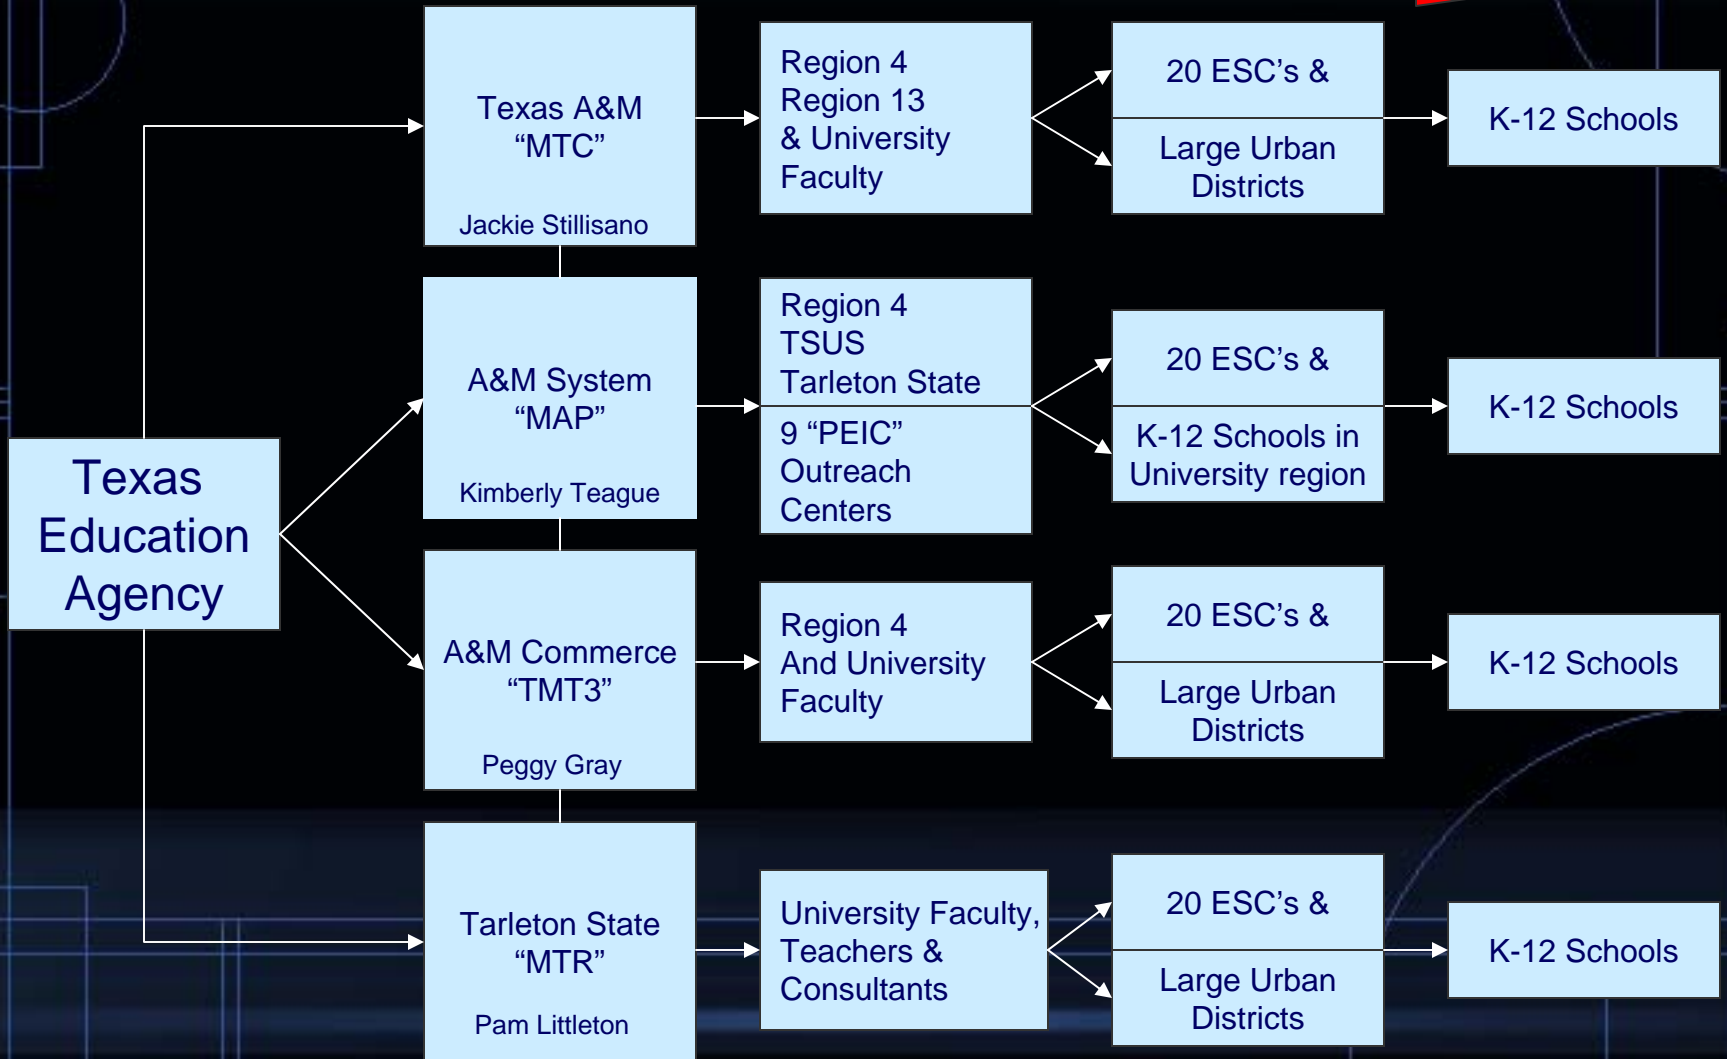 Texas
Education
Agency
Texas A&M
“MTC”
Jackie Stillisano
Region 4
Region 13
& University
Faculty
20 ESC’s &
Large Urban
Districts
K-12 Schools
A&M System
“MAP”
Kimberly Teague
Region 4
TSUS
Tarleton State
9 “PEIC”
Outreach
Centers
20 ESC’s &
K-12 Schools in
University region
K-12 Schools
A&M Commerce
“TMT3”
Peggy Gray
Region 4
And University
Faculty
20 ESC’s &
Large Urban
Districts
K-12 Schools
Tarleton State
“MTR”
Pam Littleton
University Faculty,
Teachers &
Consultants
20 ESC’s &
Large Urban
Districts
K-12 Schools